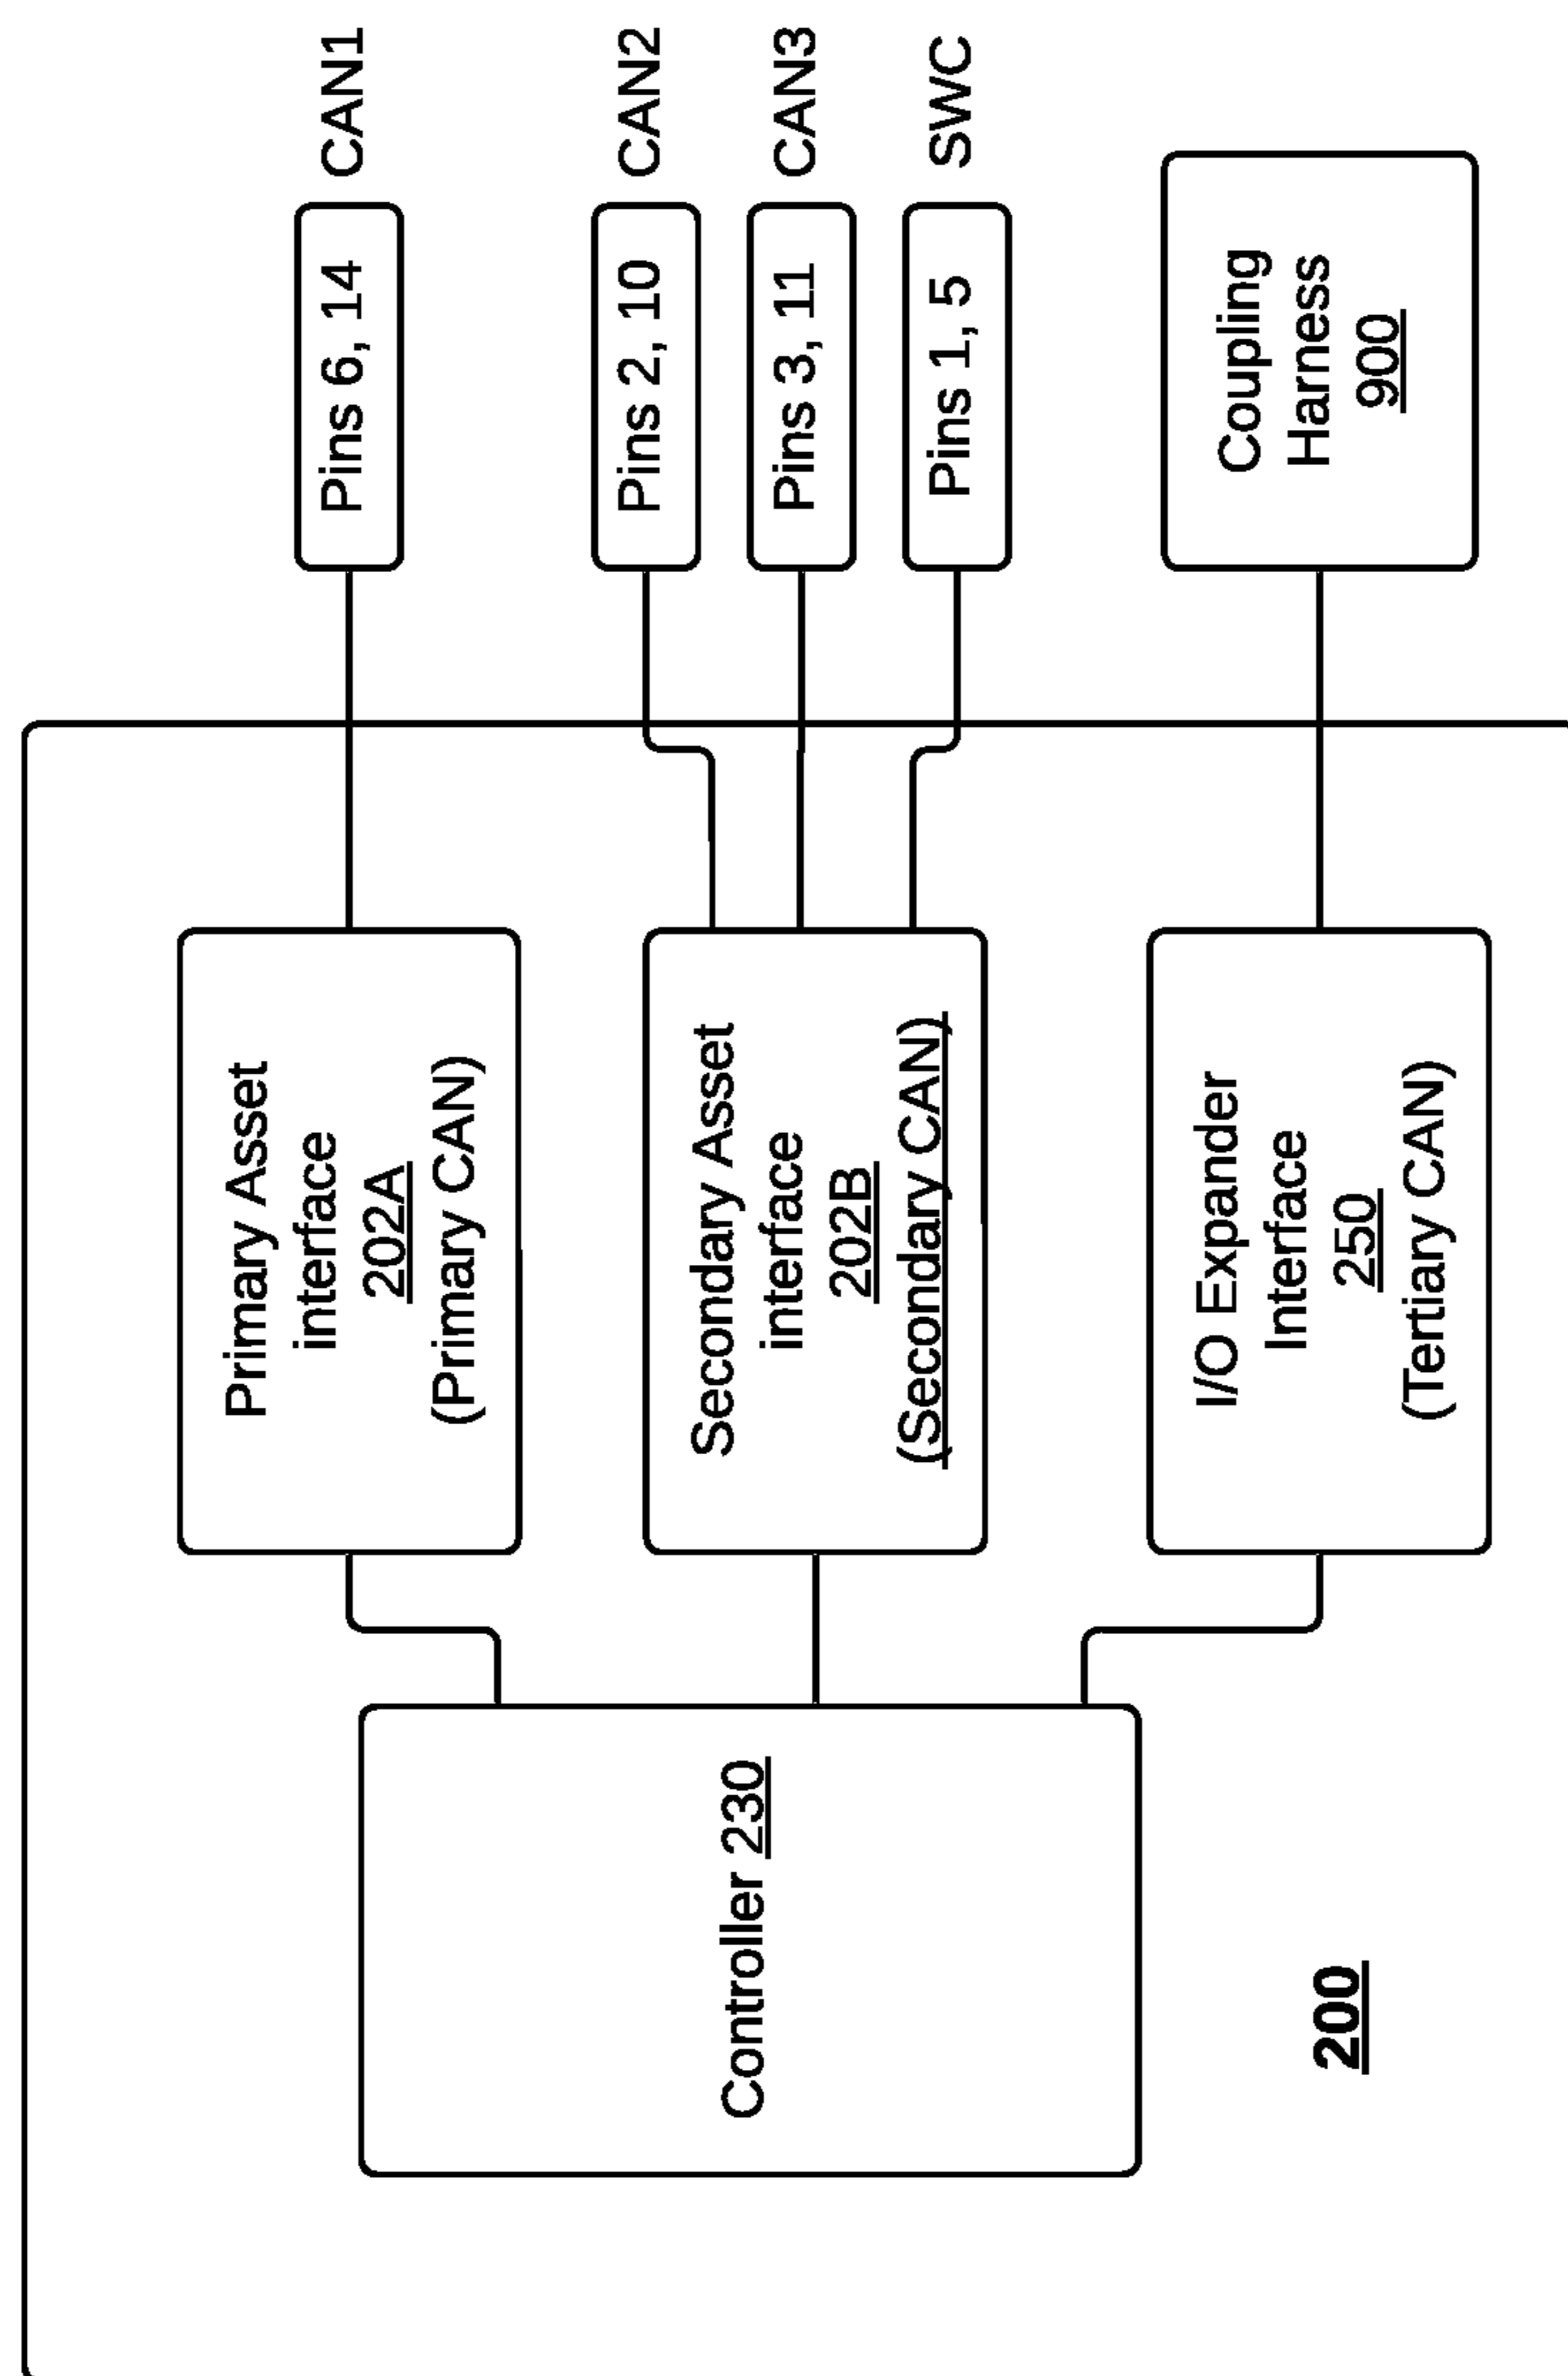 Controller 230
200
Primary Asset
interface
202A
(Primary CAN)
Secondary Asset
interface
202B
(Secondary CAN)
I/O Expander
Interface
250
(Tertiary CAN)
Pins 6, 14
CAN1
Pins 2, 10
CAN2
Pins 3, 11
CAN3
Pins 1, 5
SWC
Coupling
Harness
900